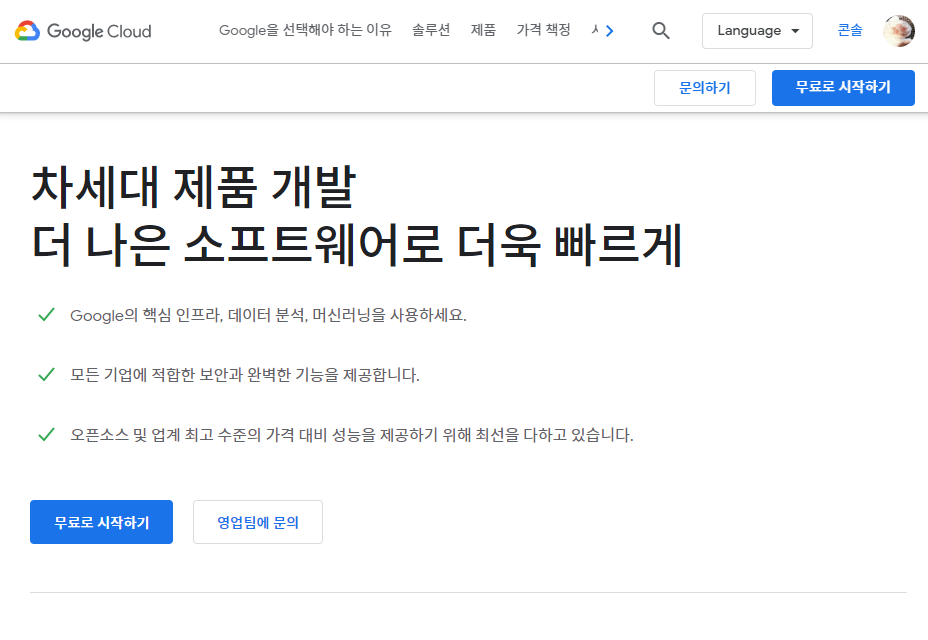 Google Cloud
Google을 선택해야 하는 이유 솔루션 제품 가격 책정
Language
콘솔
문의하기
무료로 시작하기
차세대 제품 개발
더 나은 소프트웨어로 더욱 빠르게
Google의 핵심 인프라, 데이터 분석, 머신러닝을 사용하세요.
모든 기업에 적합한 보안과 완벽한 기능을 제공합니다.
오픈소스 및 업계 최고 수준의 가격 대비 성능을 제공하기 위해 최선을 다하고 있습니다.
무료로 시작하기
영업팀에 문의